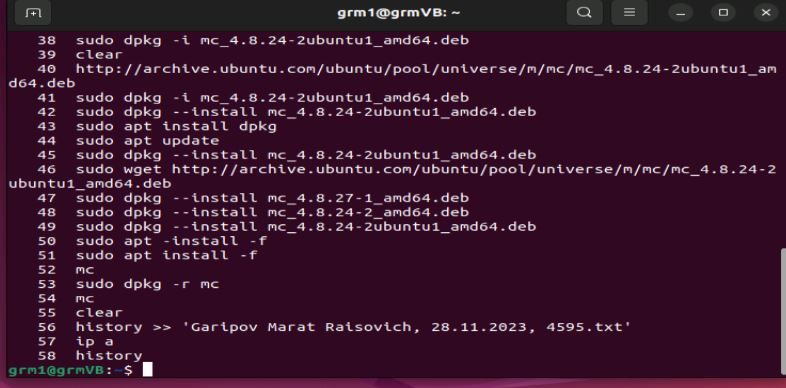 grm1@grmVB: ~
38 sudo dpkg -i mc_4.8.24-2ubuntu1_amd64.deb
39 clear
40 http://archive.ubuntu.com/ubuntu/pool/universe/m/mc/mc_4.8.24-2ubuntu1_am
d64.deb
41 sudo dpkg -i mc_4.8.24-2ubuntu1_amd64.deb
42 sudo dpkg --install mc_4.8.24-2ubuntu1_amd64.deb
43 sudo apt install dpkg
44 sudo apt update
45 sudo dpkg --install mc_4.8.24-2ubuntu1_amd64.deb
46 sudo wget http://archive.ubuntu.com/ubuntu/pool/universe/m/mc/mc_4.8.24-2
ubuntu1_amd64.deb
47 sudo dpkg --install mc_4.8.27-1_amd64.deb
48 sudo dpkg --install mc_4.8.24-2_amd64.deb
49 sudo dpkg --install mc_4.8.24-2ubuntu1_amd64.deb
50 sudo apt -install -f
51 sudo apt install -f
52 mc
53 sudo dpkg -r mc
54 mc
55 clear
56 history >> 'Garipov Marat Raisovich, 28.11.2023, 4595.txt'
57 ip a
58 history
grm1@grmVB:~$